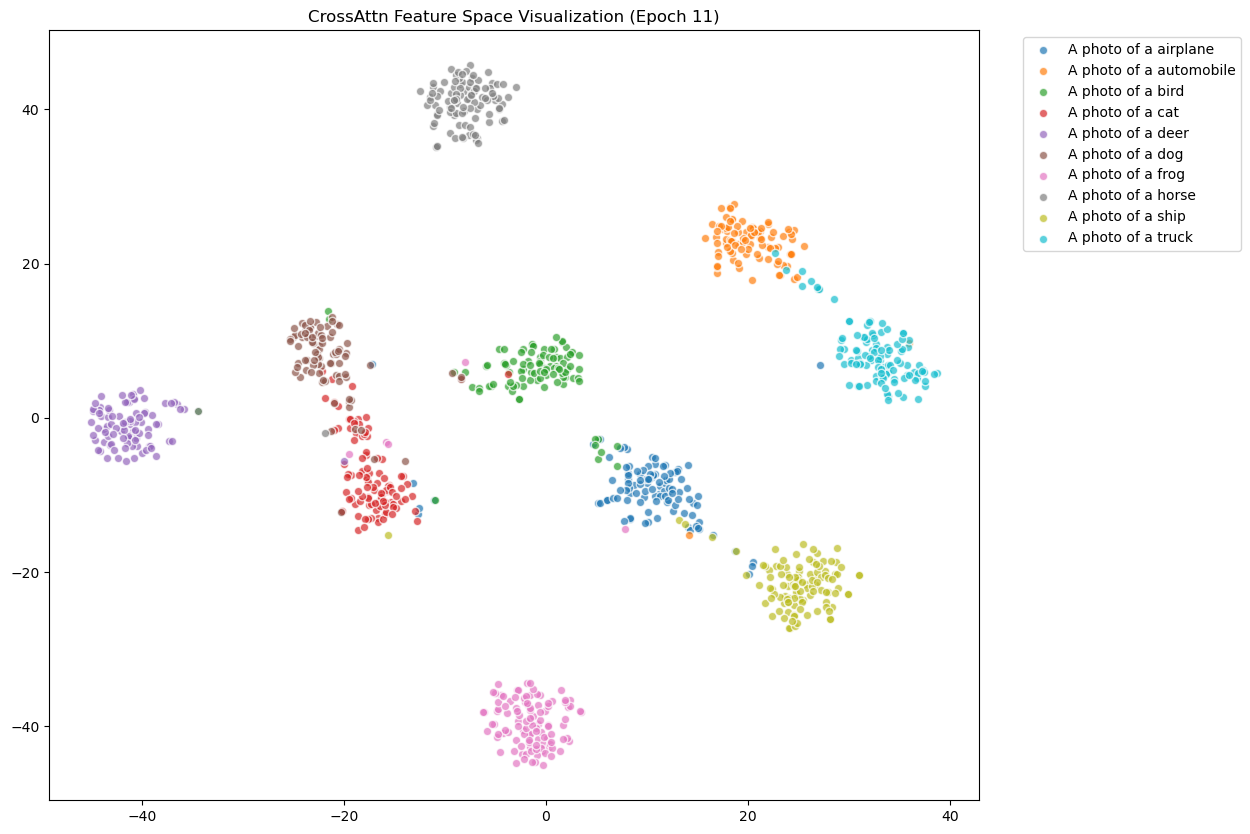 CrossAttn Feature Space Visualization (Epoch 11)
A photo of a airplane
A photo of a automobile
A photo of a bird
A photo of a cat
A photo of a deer
A photo of a dog
A photo of a frog
A photo of a horse
A photo of a ship
A photo of a truck
40
20
0
−20
−40
−40 −20 0 20 40